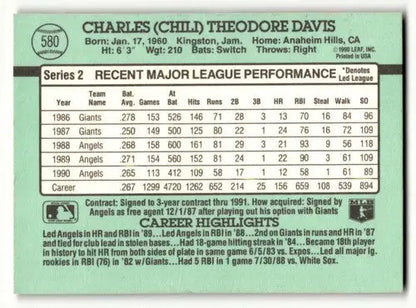 580
CHARLES (CHILI) THEODORE DAVIS
Born: Jan. 17, 1960 Kingston, Jam. Home: Anaheim Hills, CA
Ht: 6' 3" Wgt: 210 Bats: Switch Throws: Right
© 1990 LEAF, INC.
Printed in USA
Series 2 RECENT MAJOR LEAGUE PERFORMANCE *Denotes Led League
Year Team Name Bat. Avg. Games At Bat Hits Runs 2B 3B HR RBI Steal Walk SO
1986 Giants .278 153 526 146 71 28 3 13 70 16 84 96
1987 Giants .250 149 500 125 80 22 1 24 76 16 72 109
1988 Angels .268 158 600 161 81 29 3 21 93 9 56 118
1989 Angels .271 154 560 152 81 24 1 22 90 3 61 109
1990 Angels .265 113 412 109 58 17 1 12 58 1 61 89
Career .267 1299 4720 1262 652 214 25 156 659 108 539 894
Contract: Signed to 3-year contract thru 1991. How acquired: Signed by
Angels as free agent 12/1/87 after playing out his option with Giants
CAREER HIGHLIGHTS
Led Angels in HR and RBI in '89... Led Angels in RBI in '88... Led Giants in runs and HR in '87
and tied for club lead in stolen bases... Had 18-game hitting streak in '84... Became 18th player
in history to hit HR from both sides of plate in same game 6/5/83 vs. Expos... Led all major lg.
rookies in RBI (76) in '82 w/ Giants... Had 5 RBI in 1 game 7/30/88 vs. White Sox.